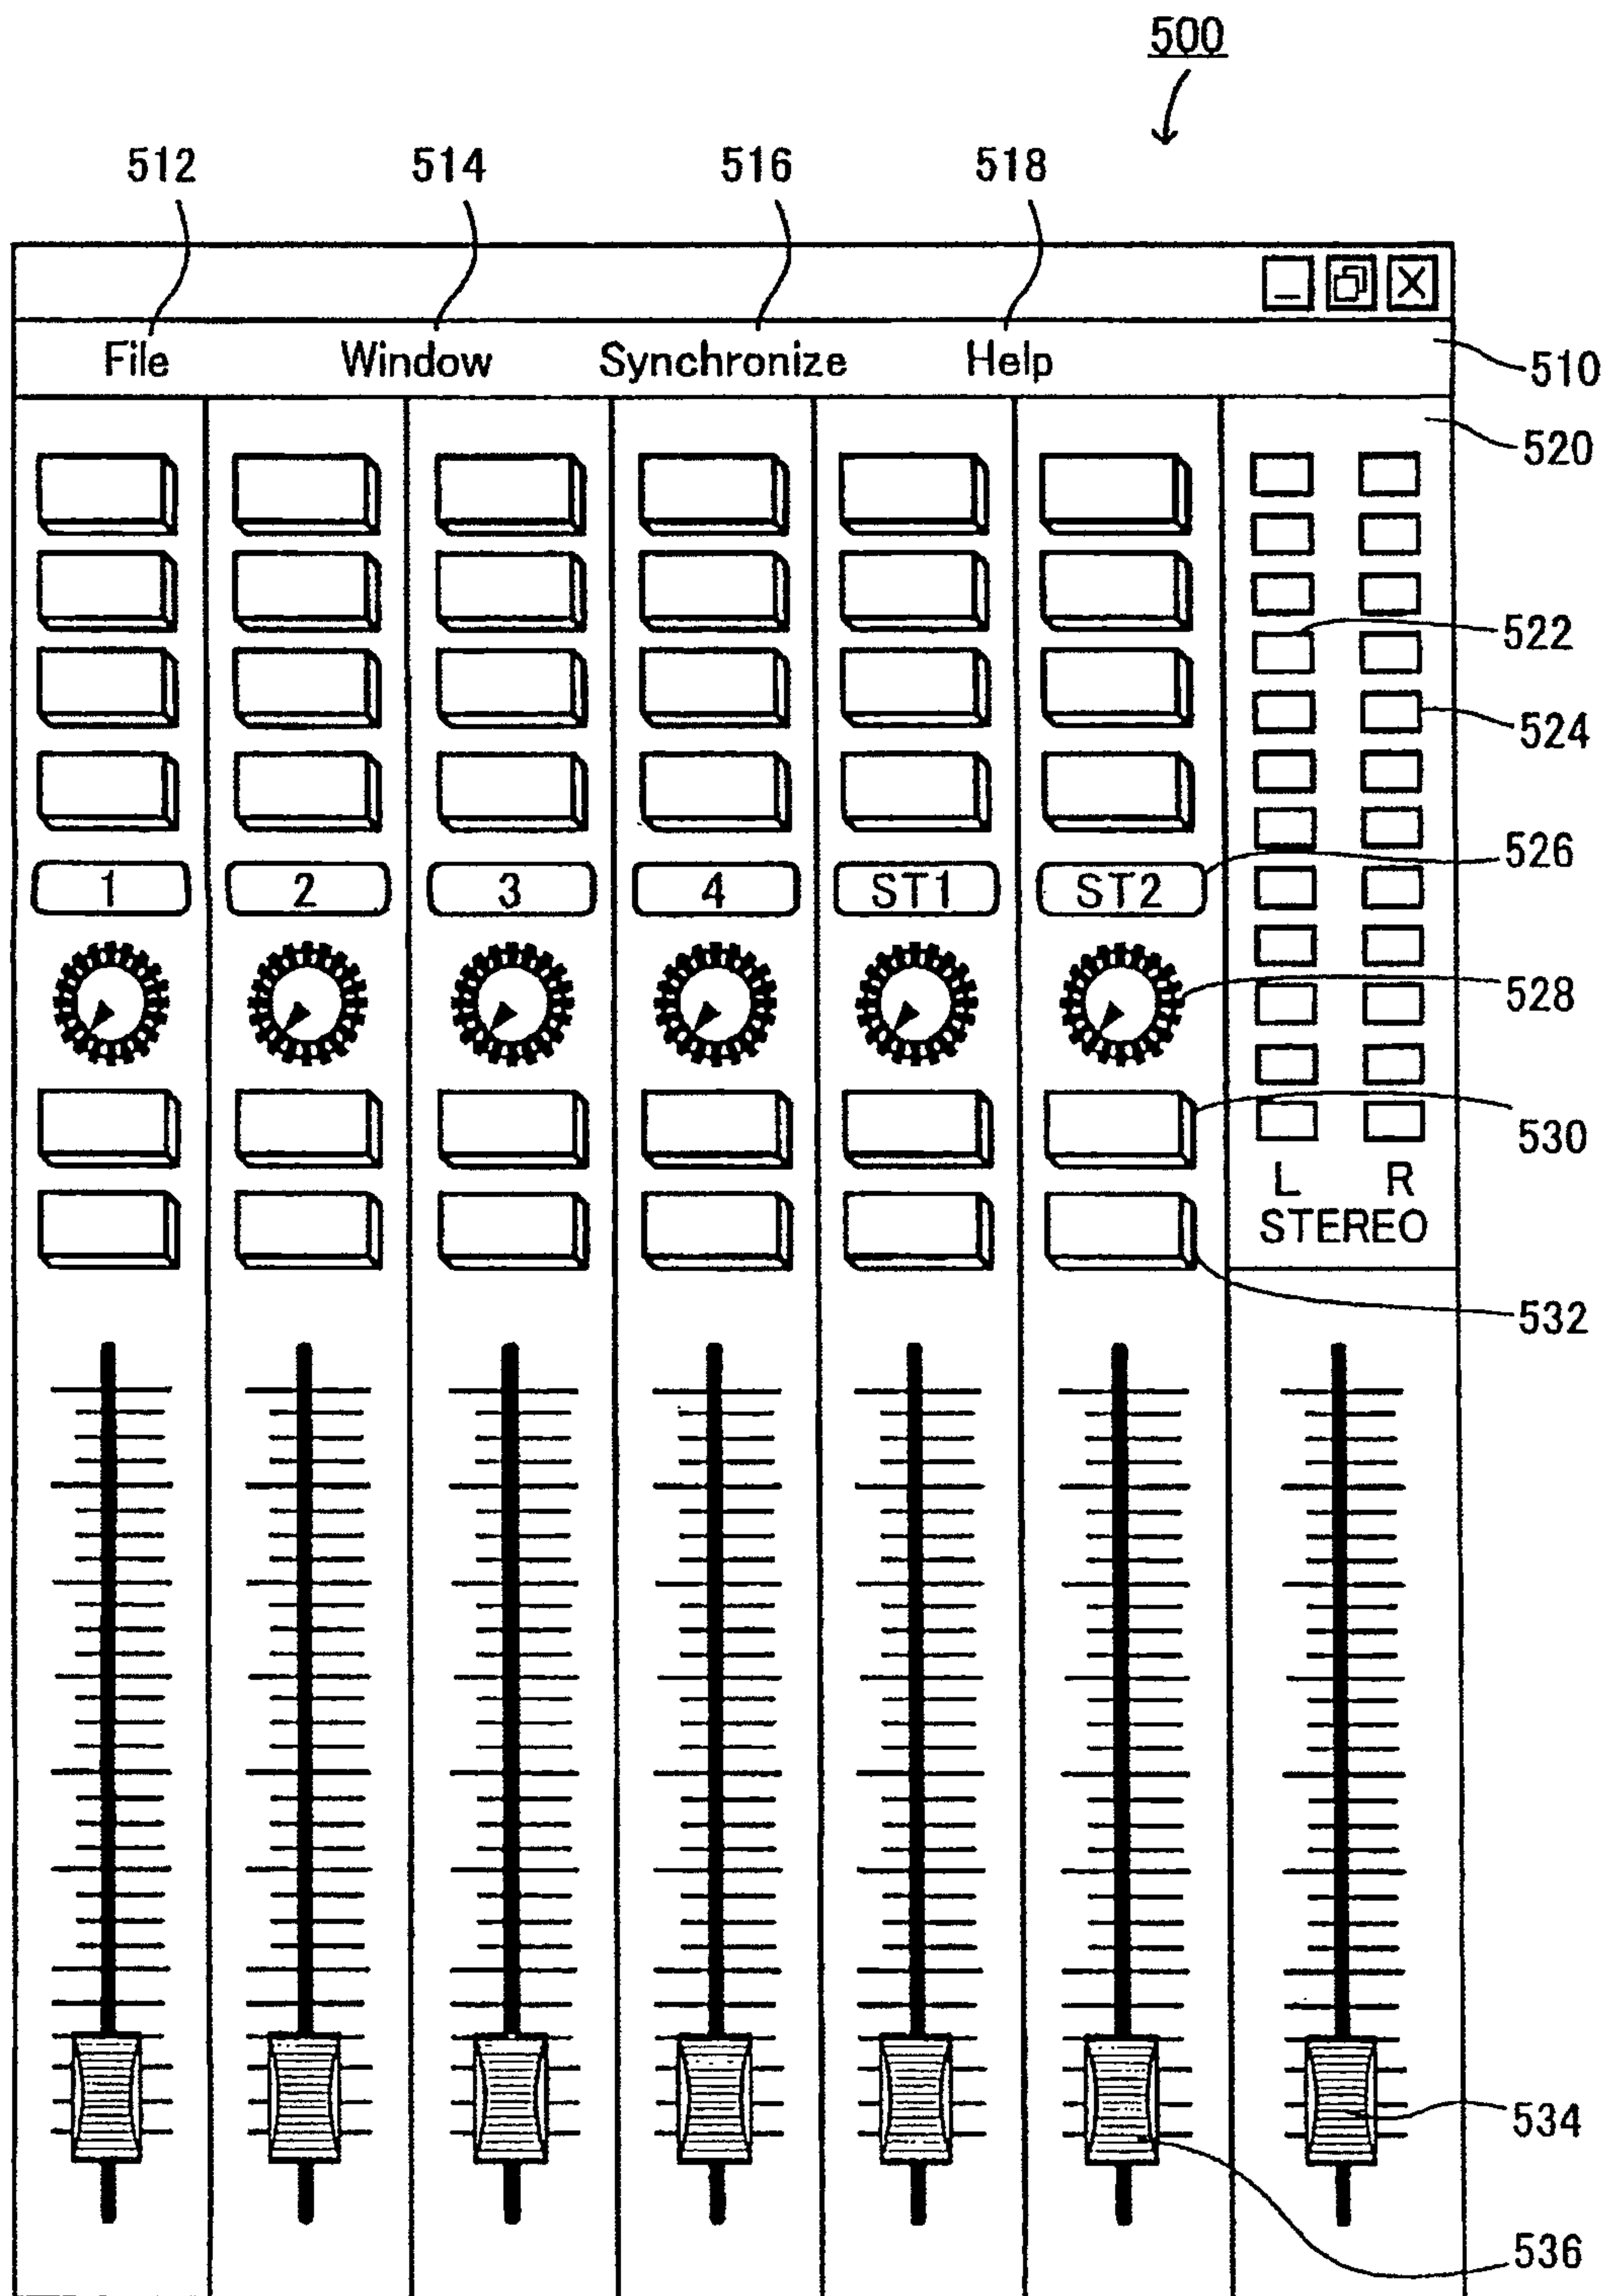 500
512 514 516 518
File Window Synchronize Help
510
520
522
524
526
1 2 3 4 ST1 ST2
528
530
L R
STEREO
532
534
536